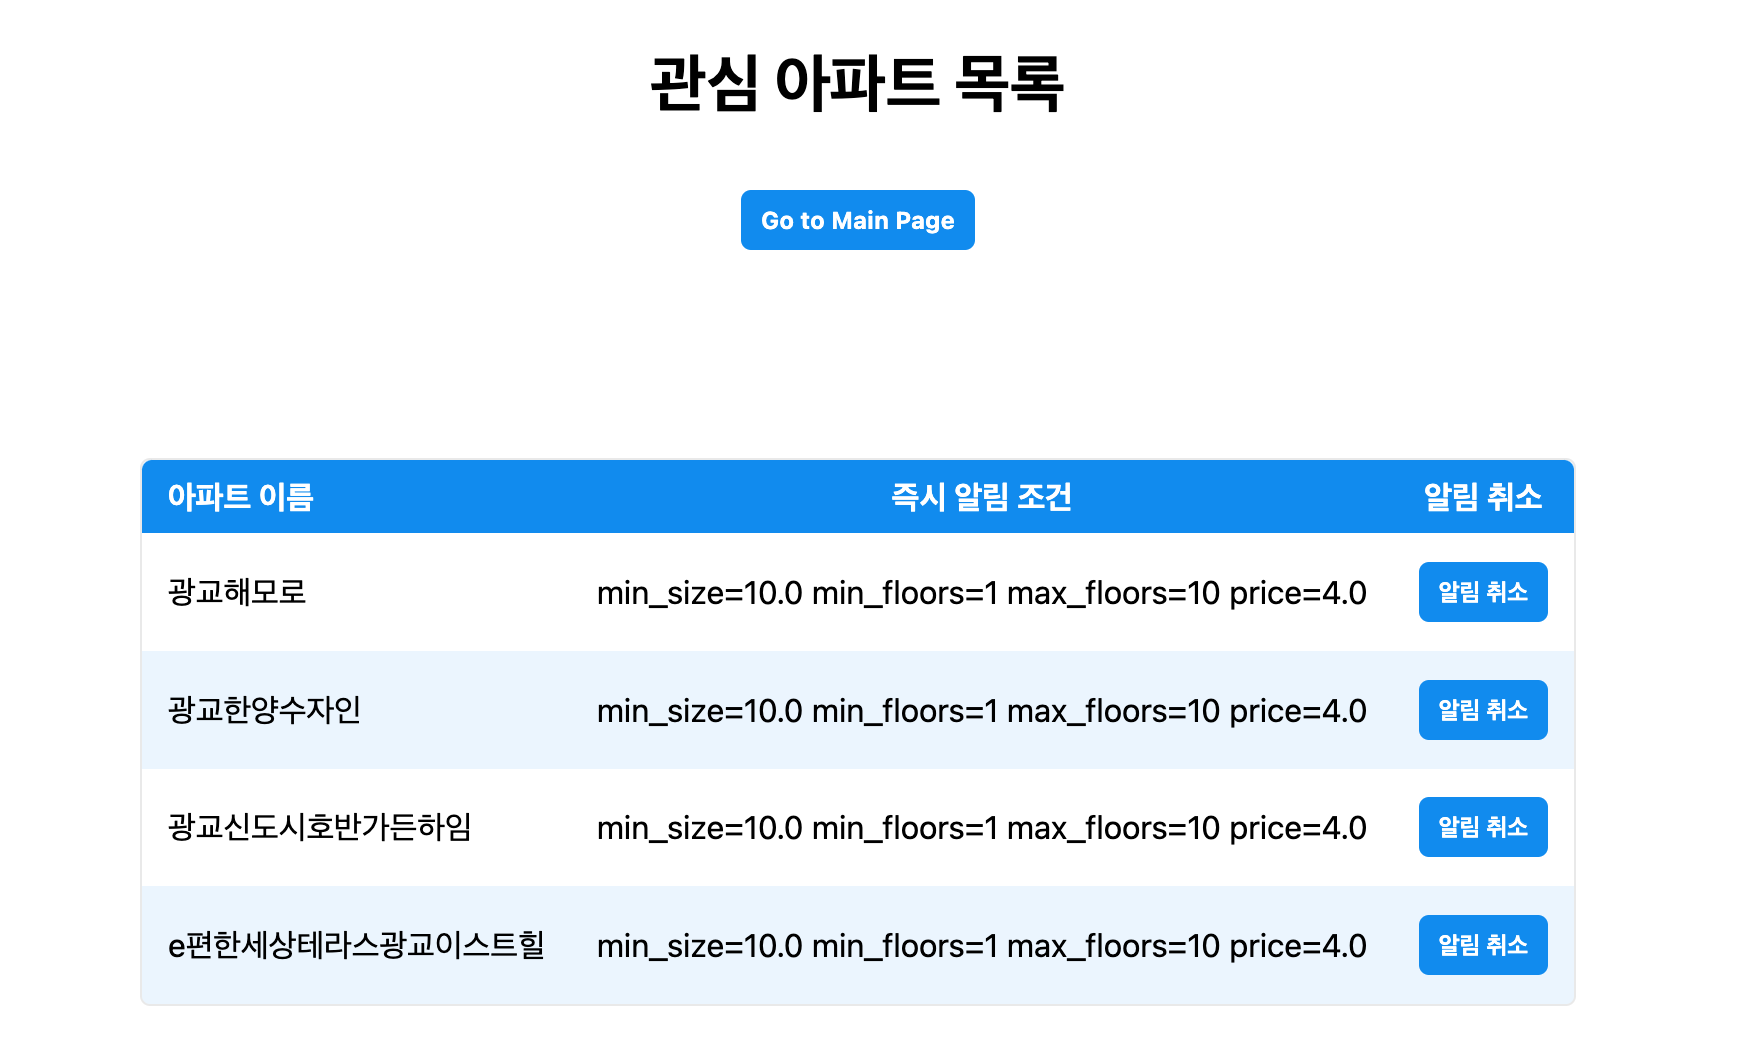 관심 아파트 목록
Go to Main Page
아파트 이름 즉시 알림 조건 알림 취소
광교해모로 min_size=10.0 min_floors=1 max_floors=10 price=4.0 알림 취소
광교한양수자인 min_size=10.0 min_floors=1 max_floors=10 price=4.0 알림 취소
광교신도시호반가든하임 min_size=10.0 min_floors=1 max_floors=10 price=4.0 알림 취소
e편한세상테라스광교이스트힐 min_size=10.0 min_floors=1 max_floors=10 price=4.0 알림 취소